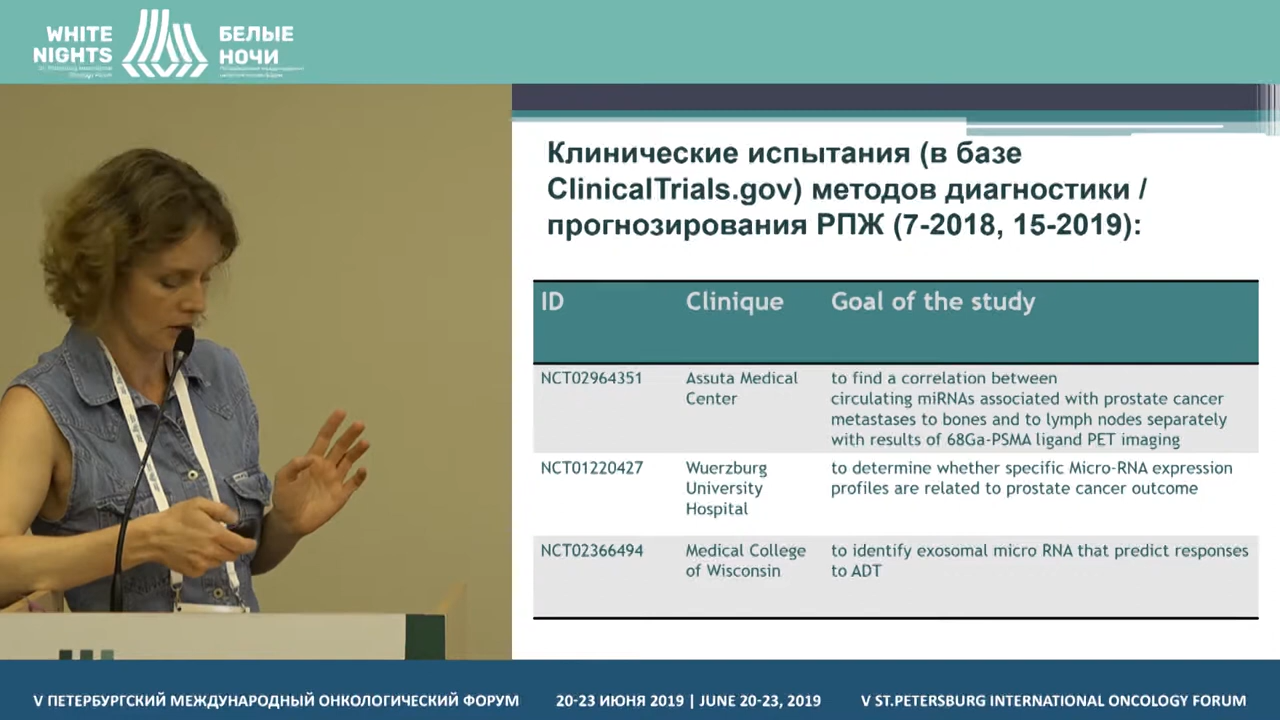 WHITE
NIGHTS
БЕЛЫЕ
НОЧИ
Клинические испытания (в базе
ClinicalTrials.gov) методов диагностики /
прогнозирования РПЖ (7-2018, 15-2019):
ID Clinique Goal of the study
NCT02964351
Assuta Medical
Center
to find a correlation between
circulating miRNAs associated with prostate cancer
metastases to bones and to lymph nodes separately
with results of 68Ga-PSMA ligand PET imaging
NCT01220427
Wuerzburg
University
Hospital
to determine whether specific Micro-RNA expression
profiles are related to prostate cancer outcome
NCT02366494
Medical College
of Wisconsin
to identify exosomal micro RNA that predict responses
to ADT
V ПЕТЕРБУРГСКИЙ МЕЖДУНАРОДНЫЙ ОНКОЛОГИЧЕСКИЙ ФОРУМ 20-23 ИЮНЯ 2019 | JUNE 20-23, 2019 V ST.PETERSBURG INTERNATIONAL ONCOLOGY FORUM